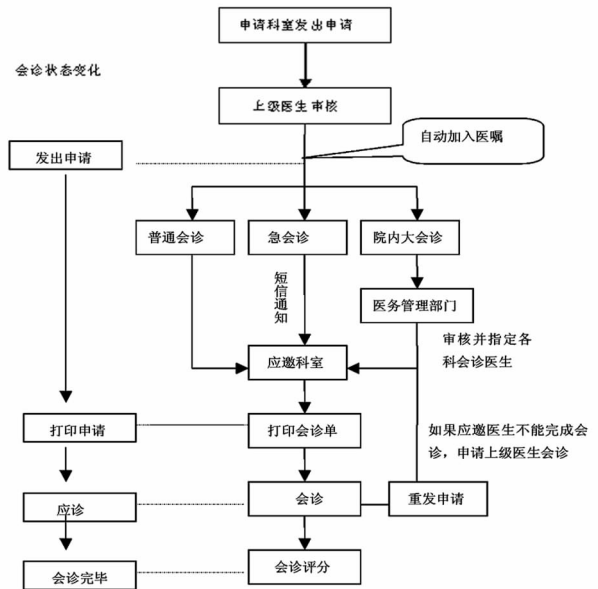 申请科室发出申请
会诊状态变化
上级医生审核
自动加入医嘱
发出申请
普通会诊
急会诊
院内大会诊
短信通知
医务管理部门
审核并指定各
科会诊医生
应邀科室
打印申请
打印会诊单
如果应邀医生不能完成会
诊，申请上级医生会诊
应诊
会诊
重发申请
会诊完毕
会诊评分